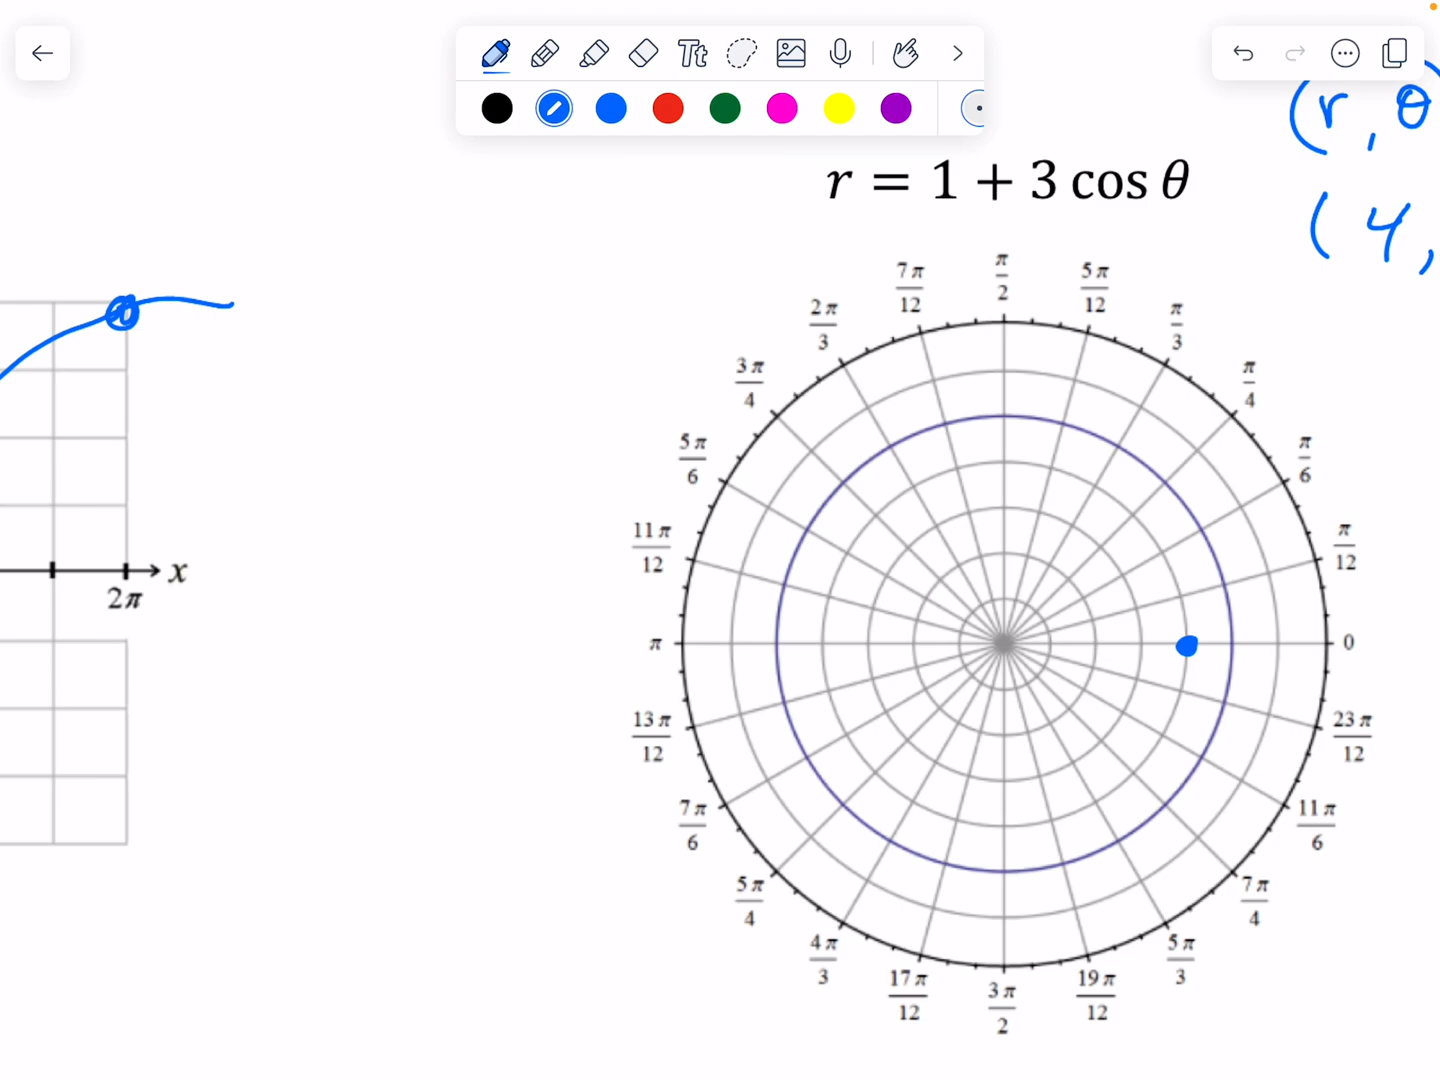 Tt
(r, θ
r = 1 + 3 cos θ
(4,
π/2
7π/12
5π/12
2π/3
π/3
3π/4
π/4
5π/6
π/6
11π/12
π/12
x
2π
π
0
13π/12
23π/12
7π/6
11π/6
5π/4
7π/4
4π/3
5π/3
17π/12
19π/12
3π/2